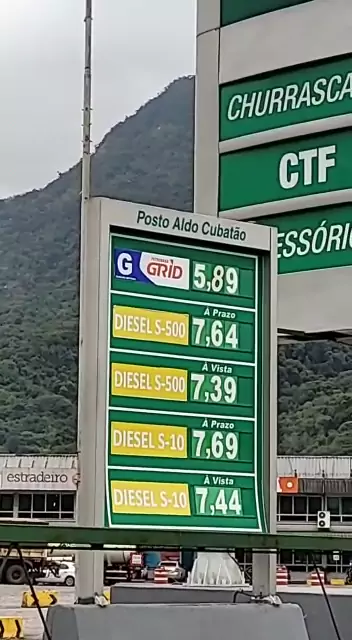 CHURRASCA
CTF
ESSÓRIO
Posto Aldo Cubatão
G PETROBRAS GRID 5,89
À Prazo
DIESEL S-500 7,64
À Vista
DIESEL S-500 7,39
À Prazo
DIESEL S-10 7,69
À Vista
DIESEL S-10 7,44
estradeiro